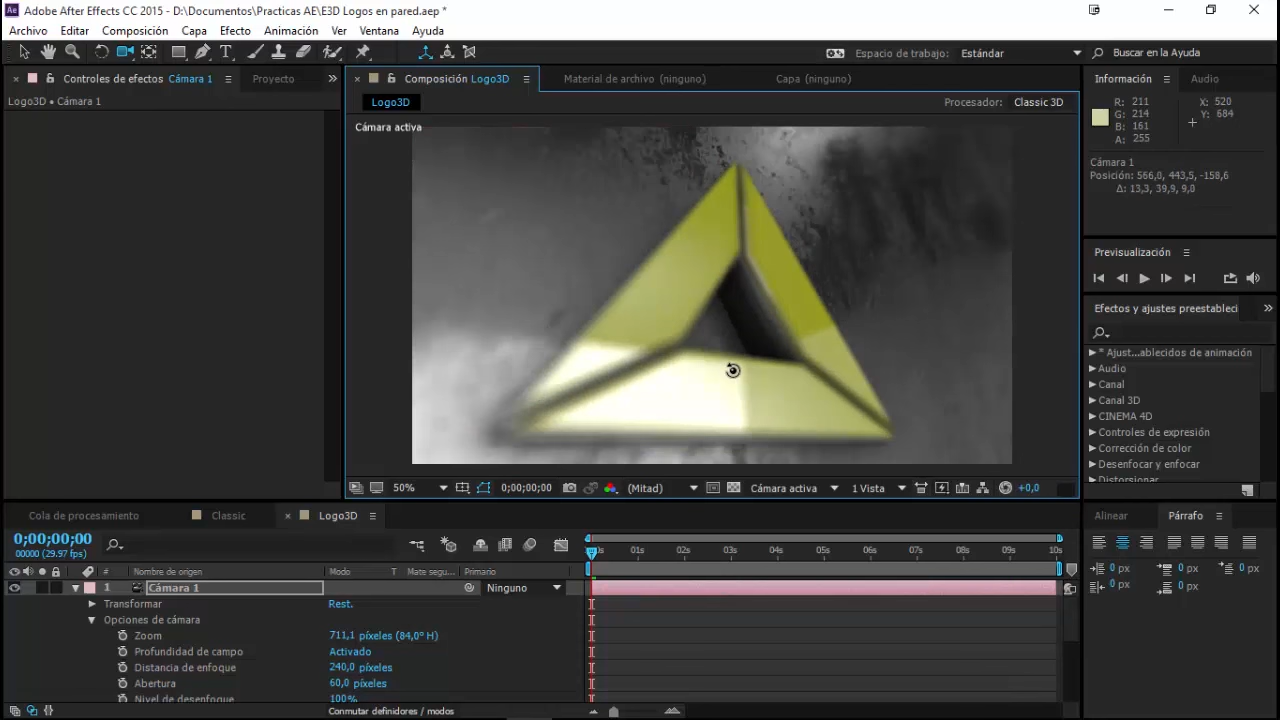 Adobe After Effects CC 2015 - D:\Documentos\Practicas AE\E3D Logos en pared.aep *
Archivo Editar Composición Capa Efecto Animación Ver Ventana Ayuda
Espacio de trabajo: Estándar Buscar en la Ayuda
Controles de efectos Cámara 1 Proyecto
Composición Logo3D Material de archivo (ninguno) Capa (ninguno)
Información Audio
Logo3D • Cámara 1
Logo3D
Procesador: Classic 3D
Cámara activa
R: 211
G: 214
B: 161
A: 255
X: 520
Y: 684
Cámara 1
Posición: 566,0, 443,5, -158,6
Δ: 13,3, 39,9, 9,0
Previsualización
Efectos y ajustes preestableci
* Ajust...ablecidos de animación
Audio
Canal
Canal 3D
CINEMA 4D
Controles de expresión
Corrección de color
Desenfocar y enfocar
Distorsionar
50% 0;00;00;00 (Mitad) Cámara activa 1 Vista +0,0
Cola de procesamiento Classic Logo3D
Alinear Párrafo
0;00;00;00
00000 (29.97 fps)
01s 02s 03s 04s 05s 06s 07s 08s 09s 10s
Nombre de origen Modo T Mate segu... Primario
1 Cámara 1 Ninguno
Transformar Rest.
Opciones de cámara
Zoom 711,1 píxeles (84,0° H)
Profundidad de campo Activado
Distancia de enfoque 240,0 píxeles
Abertura 60,0 píxeles
Nivel de desenfoque 100%
Conmutar definidores / modos
0 px 0 px 0 px
0 px 0 px